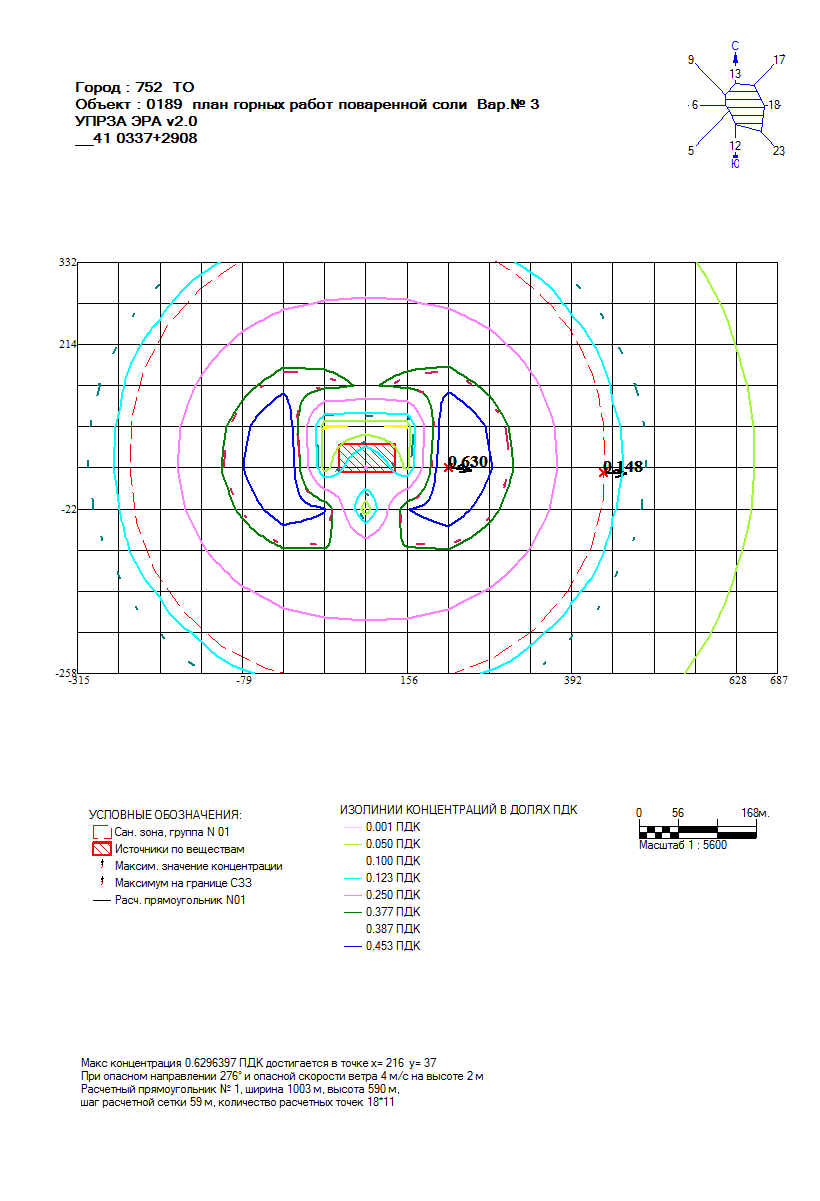 Город : 752 ТО
Объект : 0189 план горных работ поваренной соли Вар.№ 3
УПРЗА ЭРА v2.0
__41 0337+2908
С
9
17
13
6
18
5
12
23
Ю
332
214
-22
-258
0.630
0.148
-315
-79
156
392
628
687
УСЛОВНЫЕ ОБОЗНАЧЕНИЯ:
Сан. зона, группа N 01
Источники по веществам
Максим. значение концентрации
Максимум на границе СЗЗ
Расч. прямоугольник N01
ИЗОЛИНИИ КОНЦЕНТРАЦИЙ В ДОЛЯХ ПДК
0.001 ПДК
0.050 ПДК
0.100 ПДК
0.123 ПДК
0.250 ПДК
0.377 ПДК
0.387 ПДК
0.453 ПДК
0 56 168м.
Масштаб 1 : 5600
Макс концентрация 0.6296397 ПДК достигается в точке x= 216 y= 37
При опасном направлении 276° и опасной скорости ветра 4 м/с на высоте 2 м
Расчетный прямоугольник № 1, ширина 1003 м, высота 590 м,
шаг расчетной сетки 59 м, количество расчетных точек 18*11